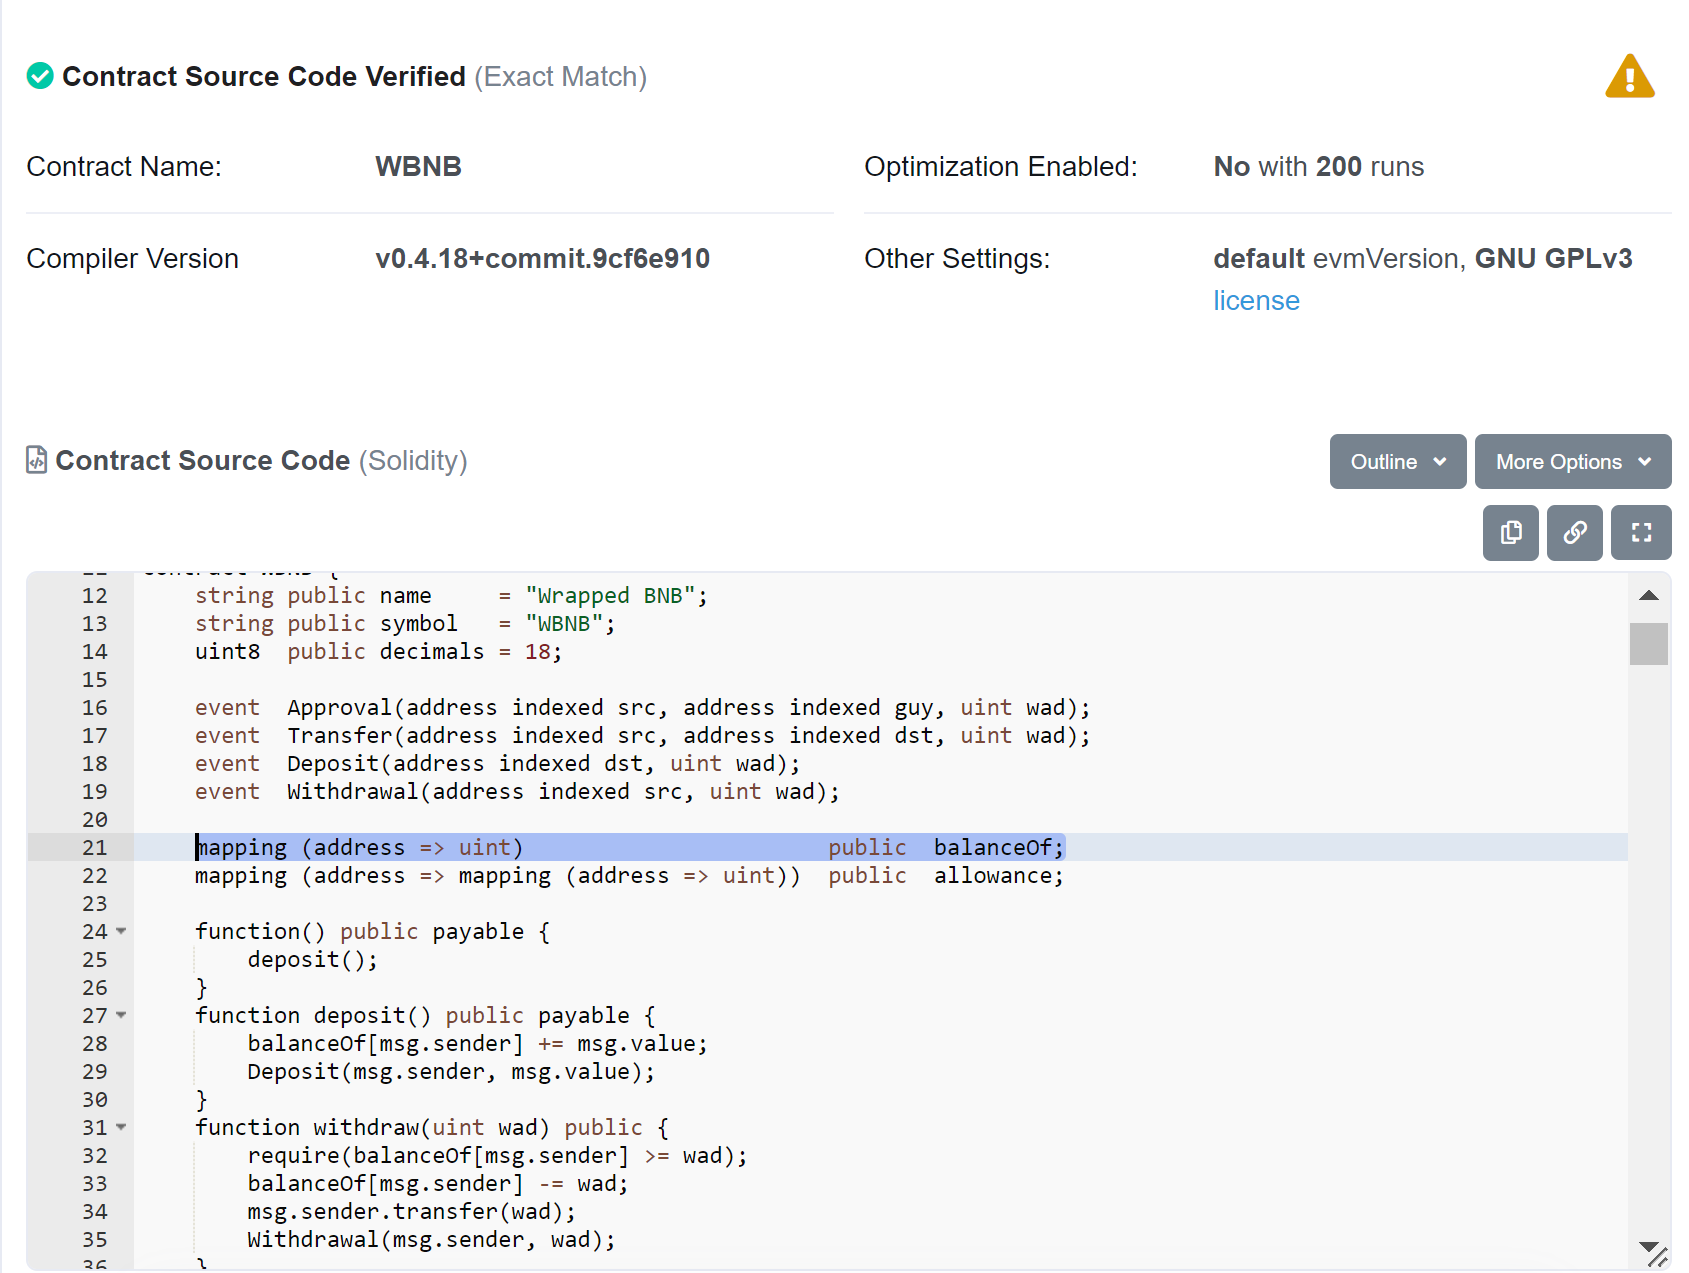 Contract Source Code Verified (Exact Match)
Contract Name: WBNB Optimization Enabled: No with 200 runs
Compiler Version v0.4.18+commit.9cf6e910 Other Settings: default evmVersion, GNU GPLv3
license
Contract Source Code (Solidity)
Outline More Options
12 string public name     = "Wrapped BNB";
13 string public symbol   = "WBNB";
14 uint8  public decimals = 18;
15
16 event  Approval(address indexed src, address indexed guy, uint wad);
17 event  Transfer(address indexed src, address indexed dst, uint wad);
18 event  Deposit(address indexed dst, uint wad);
19 event  Withdrawal(address indexed src, uint wad);
20
21 mapping (address => uint)                       public  balanceOf;
22 mapping (address => mapping (address => uint))  public  allowance;
23
24 function() public payable {
25     deposit();
26 }
27 function deposit() public payable {
28     balanceOf[msg.sender] += msg.value;
29     Deposit(msg.sender, msg.value);
30 }
31 function withdraw(uint wad) public {
32     require(balanceOf[msg.sender] >= wad);
33     balanceOf[msg.sender] -= wad;
34     msg.sender.transfer(wad);
35     Withdrawal(msg.sender, wad);
36 }